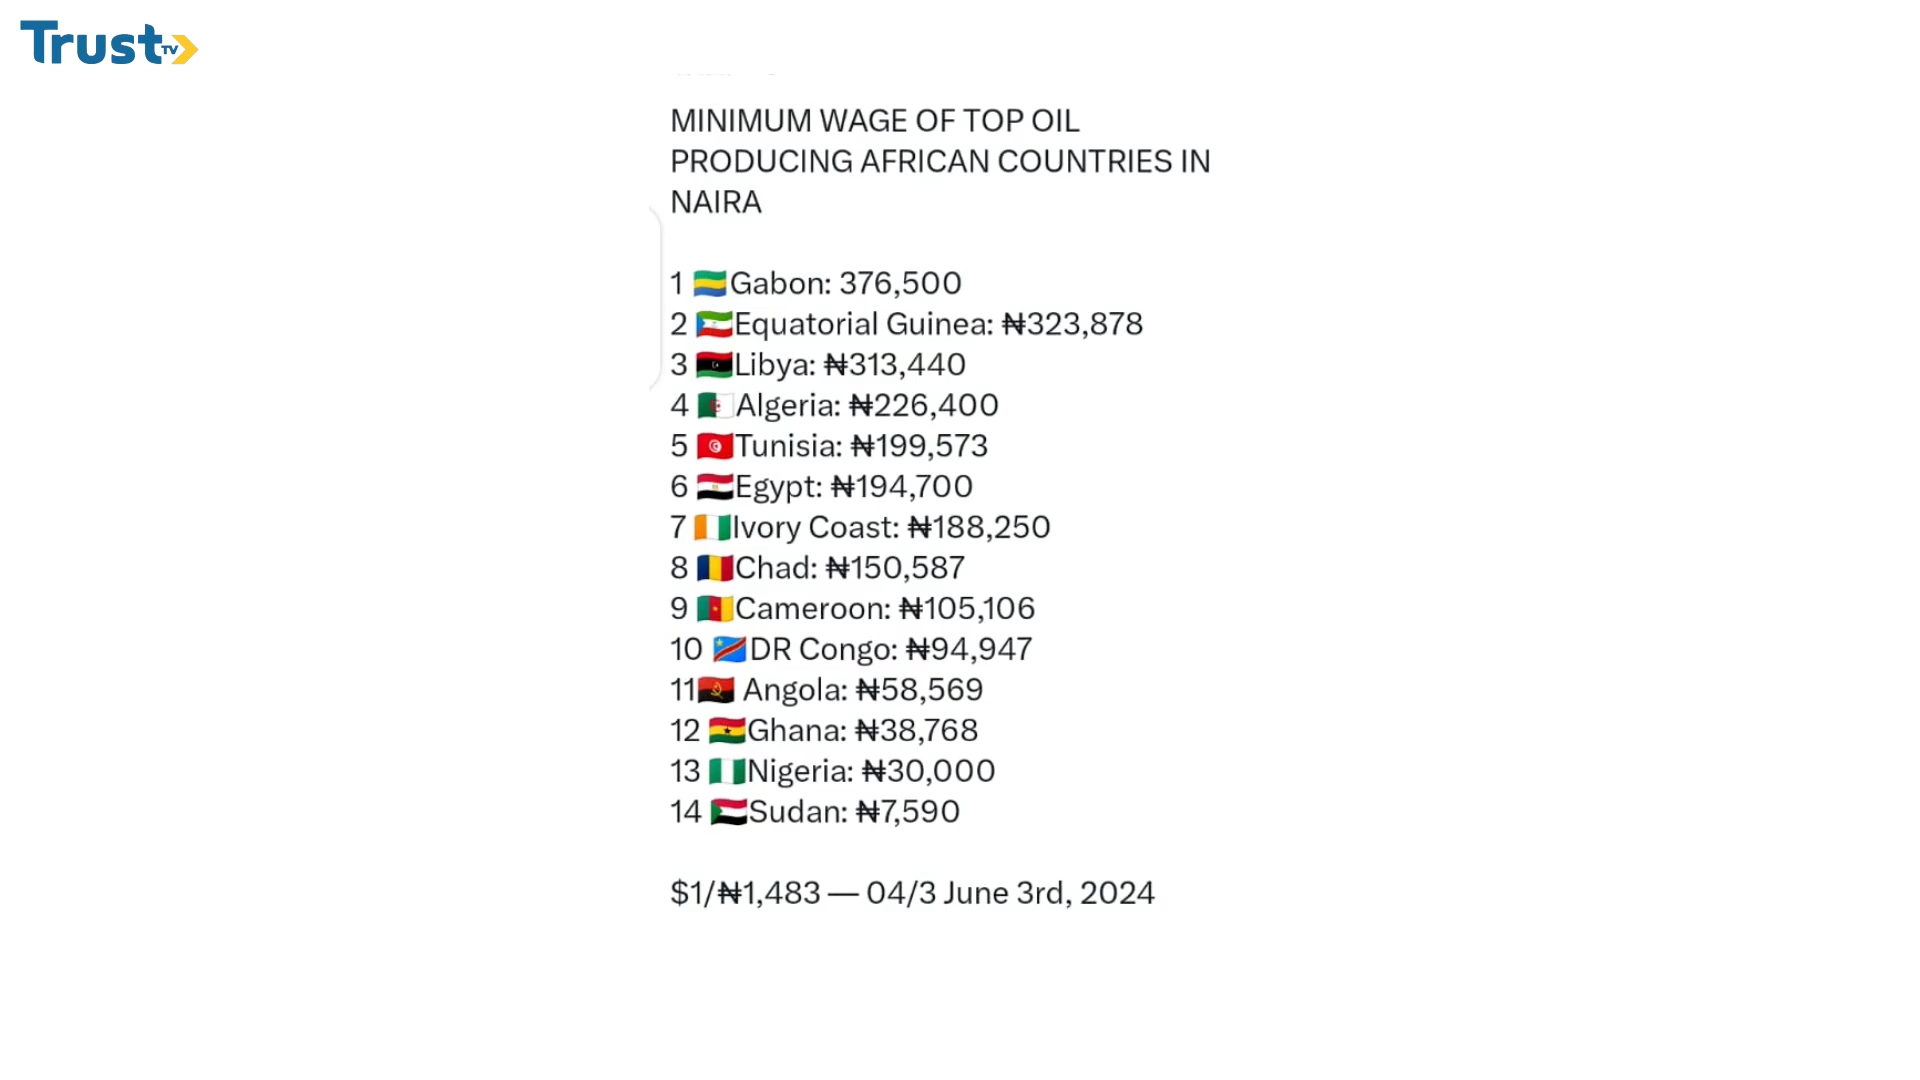 Trust TV
MINIMUM WAGE OF TOP OIL
PRODUCING AFRICAN COUNTRIES IN
NAIRA
1 🇬🇦Gabon: 376,500
2 🇬🇶Equatorial Guinea: ₦323,878
3 🇱🇾Libya: ₦313,440
4 🇩🇿Algeria: ₦226,400
5 🇹🇳Tunisia: ₦199,573
6 🇪🇬Egypt: ₦194,700
7 🇨🇮Ivory Coast: ₦188,250
8 🇹🇩Chad: ₦150,587
9 🇨🇲Cameroon: ₦105,106
10 🇨🇩DR Congo: ₦94,947
11🇦🇴 Angola: ₦58,569
12 🇬🇭Ghana: ₦38,768
13 🇳🇬Nigeria: ₦30,000
14 🇸🇩Sudan: ₦7,590
$1/₦1,483 — 04/3 June 3rd, 2024